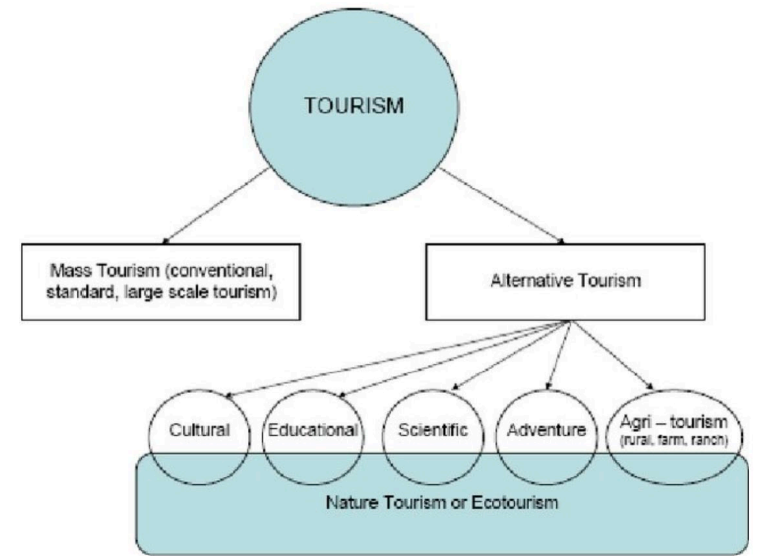 TOURISM
Mass Tourism (conventional,
standard, large scale tourism)
Alternative Tourism
Cultural
Educational
Scientific
Adventure
Agri – tourism
(rural, farm, ranch)
Nature Tourism or Ecotourism